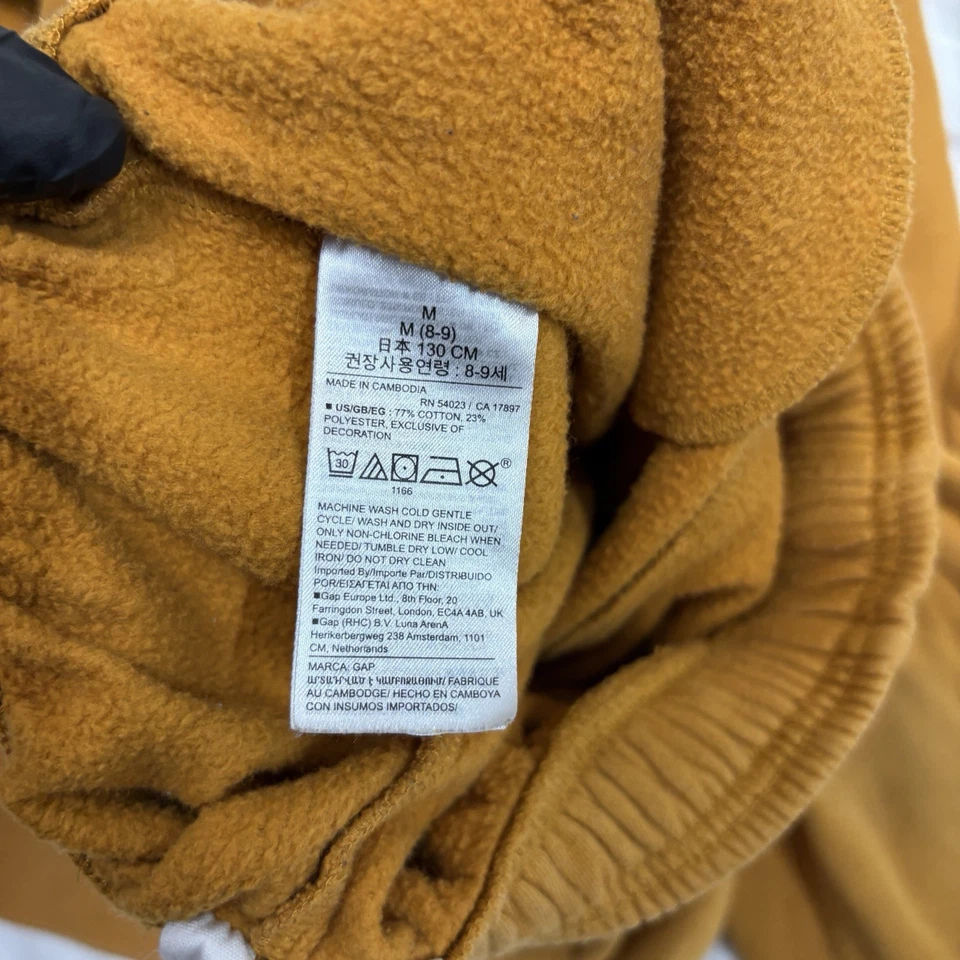 M
M (8-9)
日本 130 CM
권장사용연령 : 8-9세
MADE IN CAMBODIA
RN 54023 / CA 17897
■ US/GB/EG : 77% COTTON, 23%
POLYESTER, EXCLUSIVE OF
DECORATION
30
®
1166
MACHINE WASH COLD GENTLE
CYCLE/ WASH AND DRY INSIDE OUT/
ONLY NON-CHLORINE BLEACH WHEN
NEEDED/ TUMBLE DRY LOW/ COOL
IRON/ DO NOT DRY CLEAN
Imported By/Importe Par/DISTRIBUIDO
POR/ΕΙΣΑΓΕΤΑΙ ΑΠΟ ΤΗΝ:
■Gap Europe Ltd., 8th Floor, 20
Farringdon Street, London, EC4A 4AB, UK
■Gap (RHC) B.V. Luna ArenA
Herikerbergweg 238 Amsterdam, 1101
CM, Netherlands
MARCA: GAP
ԱՐՏԱԴՐՎԱԾ Է ԿԱՄԲՈՋԱՅՈՒՄ/ FABRIQUE
AU CAMBODGE/ HECHO EN CAMBOYA
CON INSUMOS IMPORTADOS/